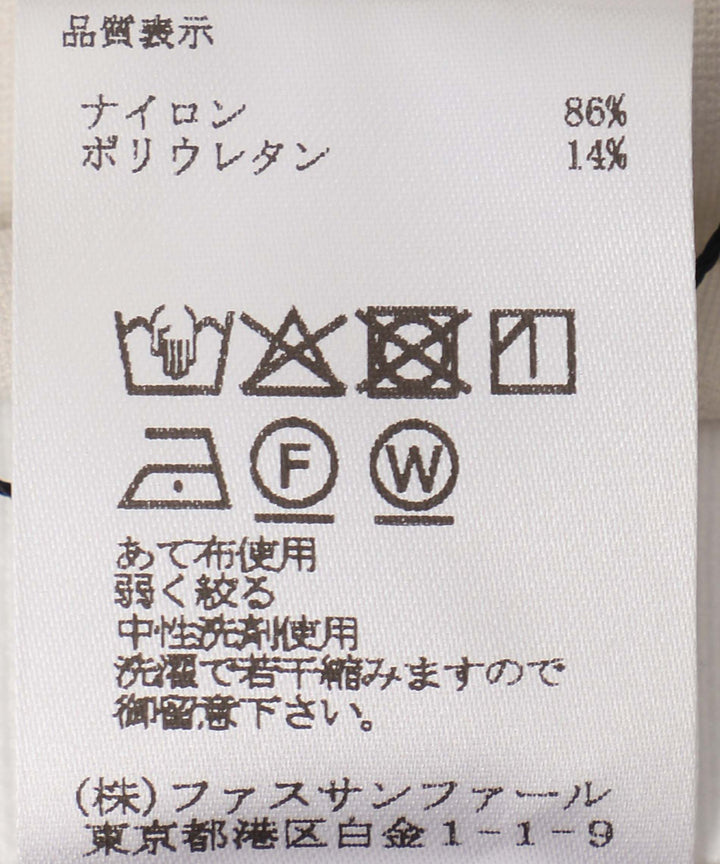 品質表示
ナイロン 86%
ポリウレタン 14%
F W
あて布使用
弱く絞る
中性洗剤使用
洗濯で若干縮みますので
御留意下さい。
(株)ファスサンファール
東京都港区白金1-1-9